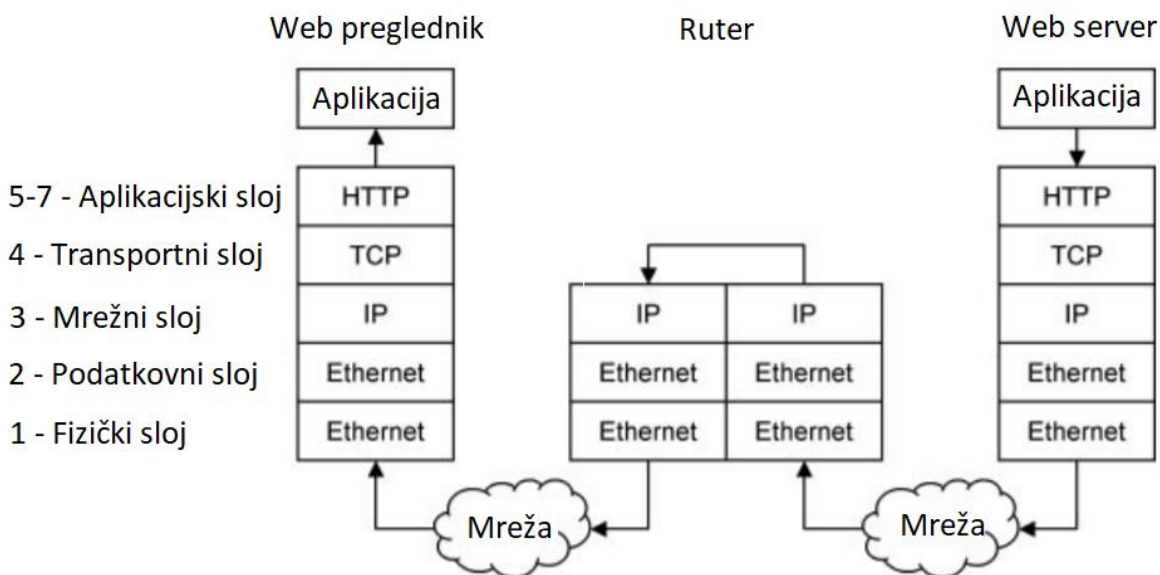 Web preglednik
Ruter
Web server
Aplikacija
Aplikacija
5-7 - Aplikacijski sloj
HTTP
HTTP
4 - Transportni sloj
TCP
TCP
3 - Mrežni sloj
IP
IP
IP
IP
2 - Podatkovni sloj
Ethernet
Ethernet
Ethernet
Ethernet
1 - Fizički sloj
Ethernet
Ethernet
Ethernet
Ethernet
Mreža
Mreža